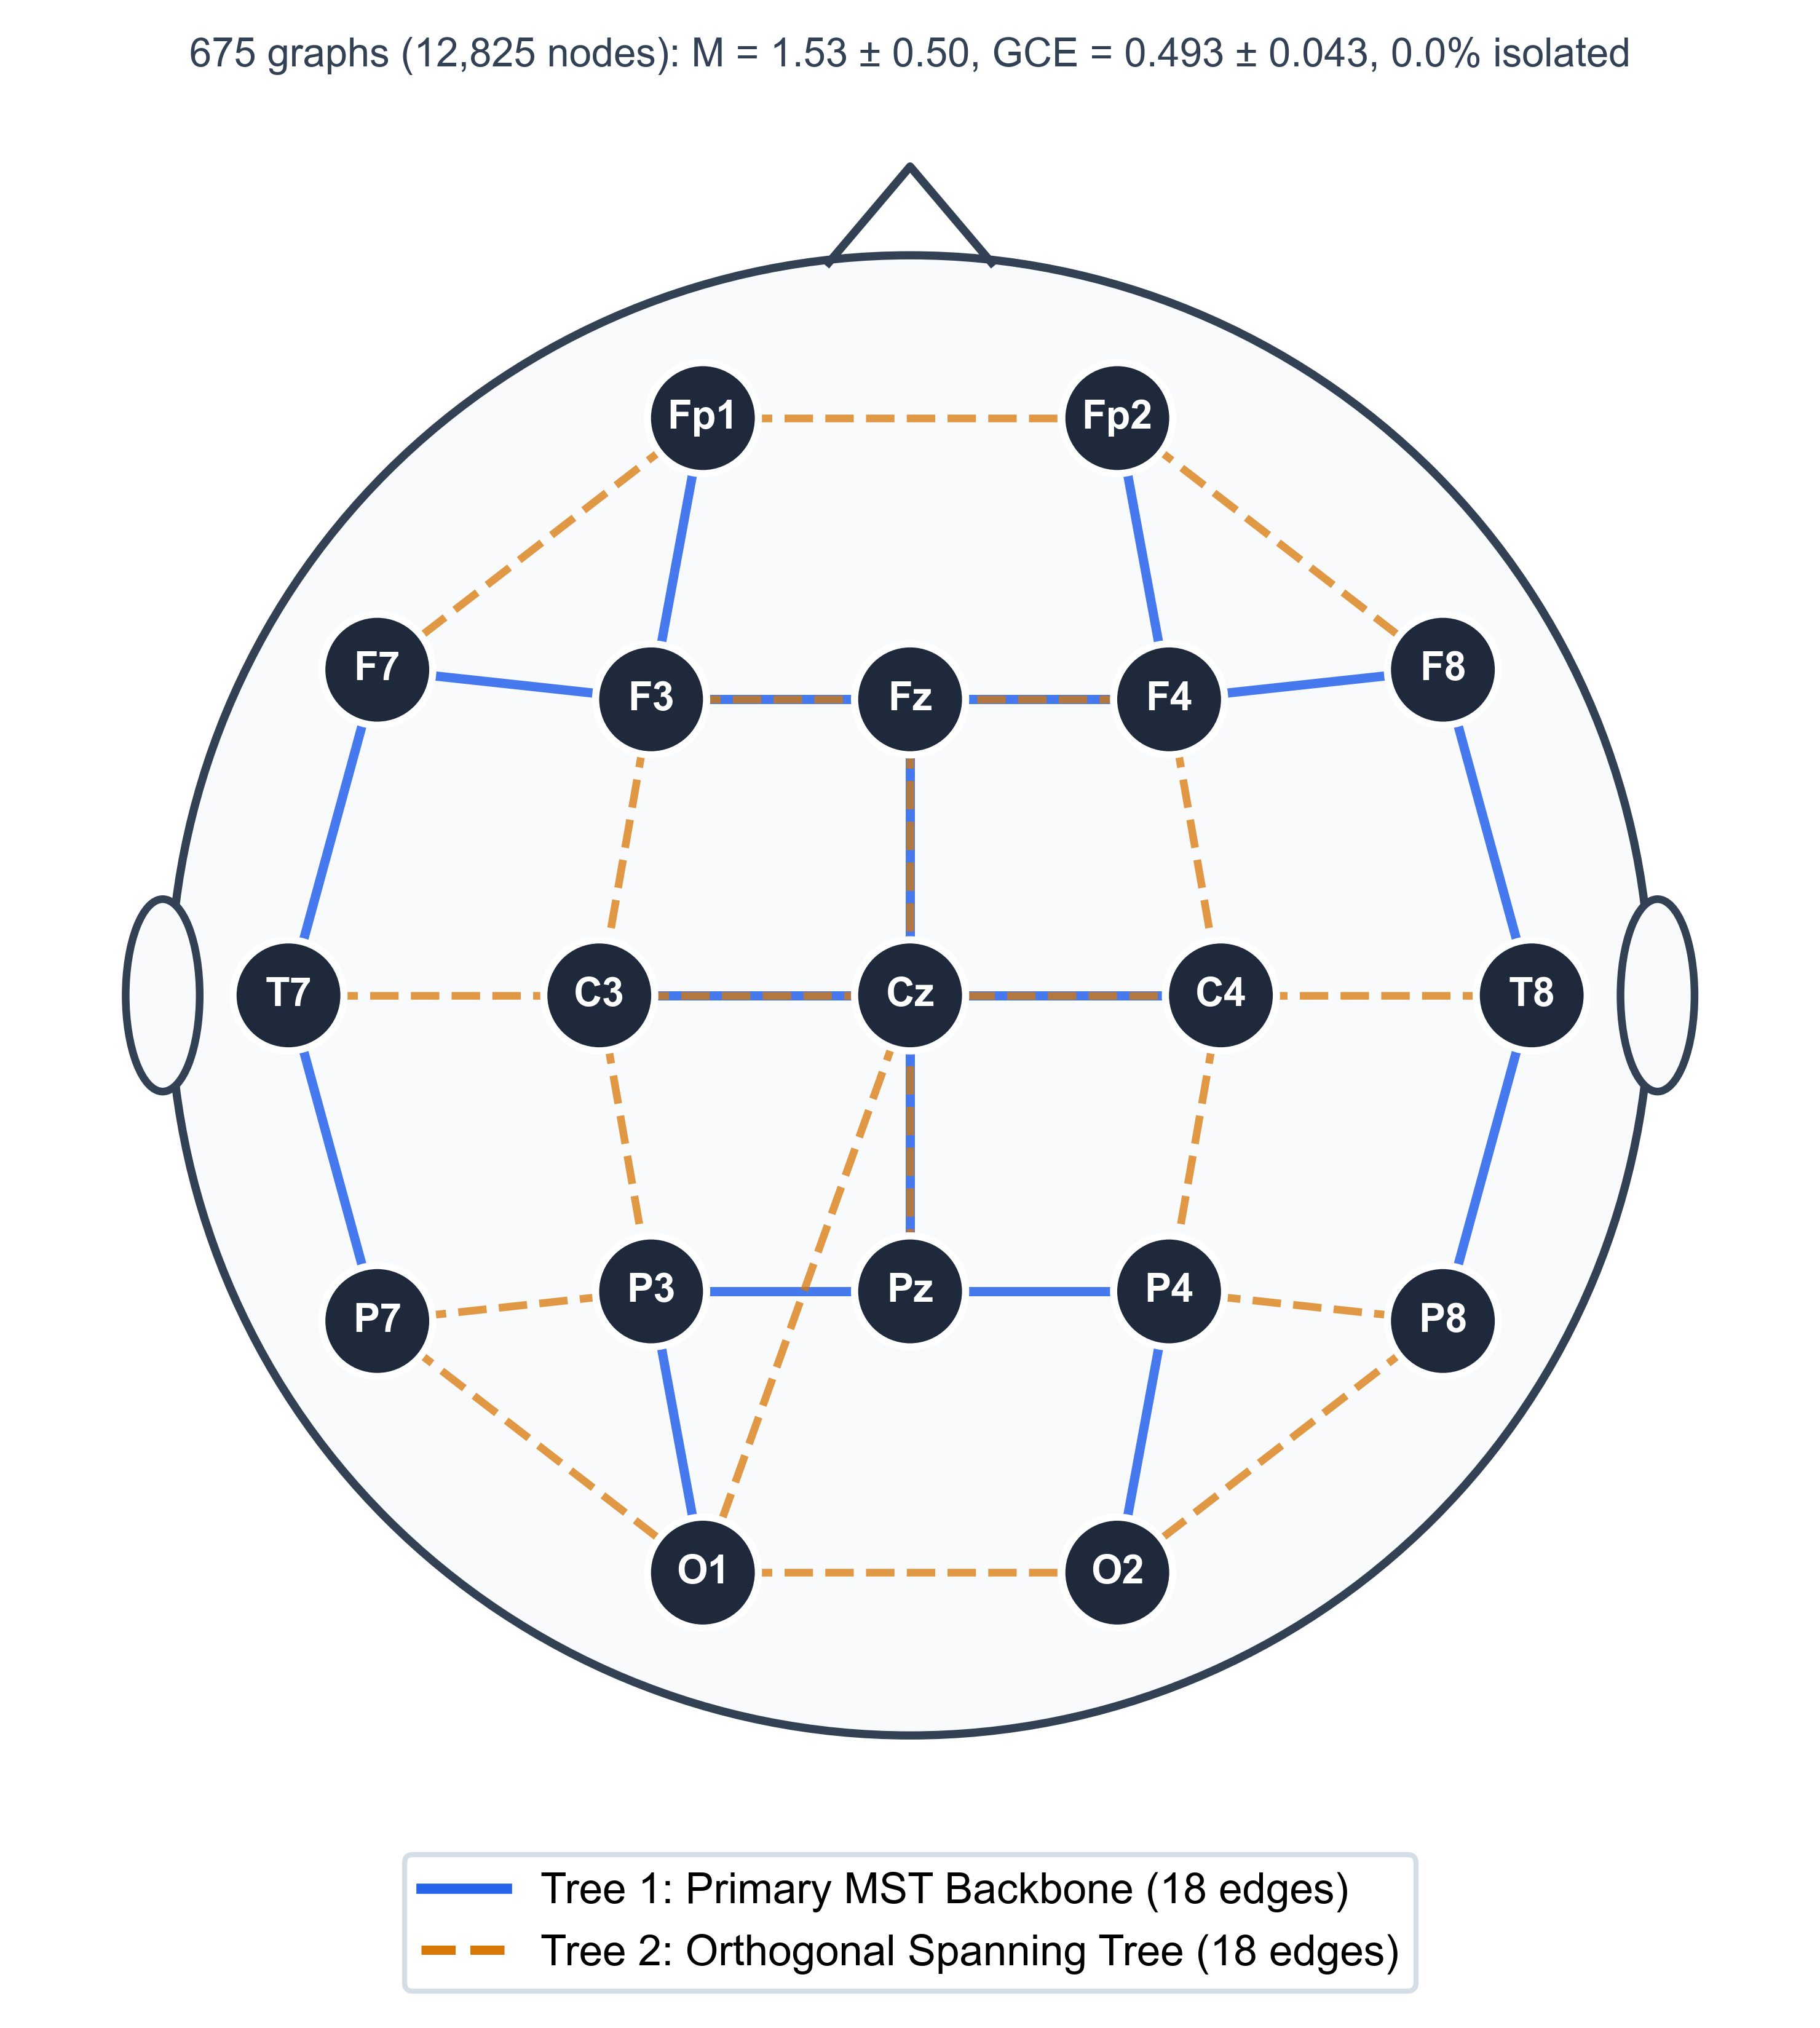 675 graphs (12,825 nodes): M = 1.53 ± 0.50, GCE = 0.493 ± 0.043, 0.0% isolated
Fp1 Fp2
F7 F3 Fz F4 F8
T7 C3 Cz C4 T8
P7 P3 Pz P4 P8
O1 O2
Tree 1: Primary MST Backbone (18 edges)
Tree 2: Orthogonal Spanning Tree (18 edges)